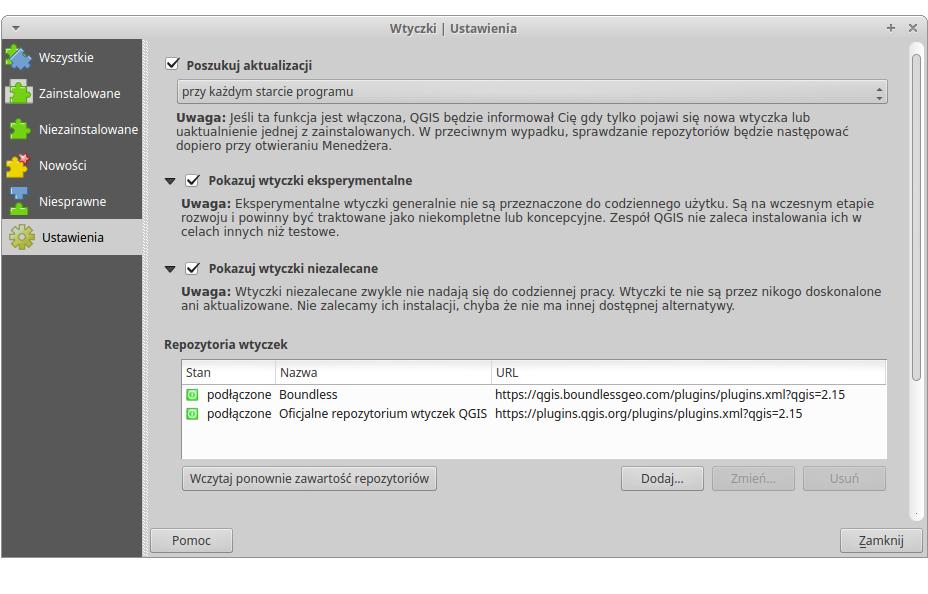 Wtyczki | Ustawienia
Wszystkie
Zainstalowane
Niezainstalowane
Nowości
Niesprawne
Ustawienia
Poszukuj aktualizacji
przy każdym starcie programu
Uwaga: Jeśli ta funkcja jest włączona, QGIS będzie informował Cię gdy tylko pojawi się nowa wtyczka lub
uaktualnienie jednej z zainstalowanych. W przeciwnym wypadku, sprawdzanie repozytoriów będzie następować
dopiero przy otwieraniu Menedżera.
Pokazuj wtyczki eksperymentalne
Uwaga: Eksperymentalne wtyczki generalnie nie są przeznaczone do codziennego użytku. Są na wczesnym etapie
rozwoju i powinny być traktowane jako niekompletne lub koncepcyjne. Zespół QGIS nie zaleca instalowania ich w
celach innych niż testowe.
Pokazuj wtyczki niezalecane
Uwaga: Wtyczki niezalecane zwykle nie nadają się do codziennej pracy. Wtyczki te nie są przez nikogo doskonalone
ani aktualizowane. Nie zalecamy ich instalacji, chyba że nie ma innej dostępnej alternatywy.
Repozytoria wtyczek
Stan Nazwa URL
podłączone Boundless https://qgis.boundlessgeo.com/plugins/plugins.xml?qgis=2.15
podłączone Oficjalne repozytorium wtyczek QGIS https://plugins.qgis.org/plugins/plugins.xml?qgis=2.15
Wczytaj ponownie zawartość repozytoriów Dodaj... Zmień... Usuń
Pomoc Zamknij